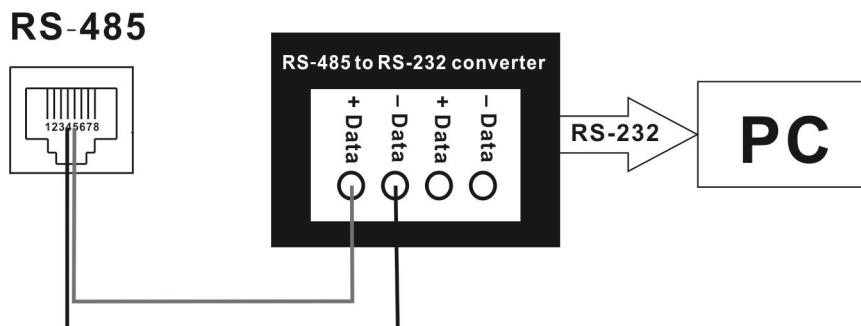 RS-485
12345678
RS-485 to RS-232 converter
+ Data
- Data
+ Data
- Data
RS-232
PC